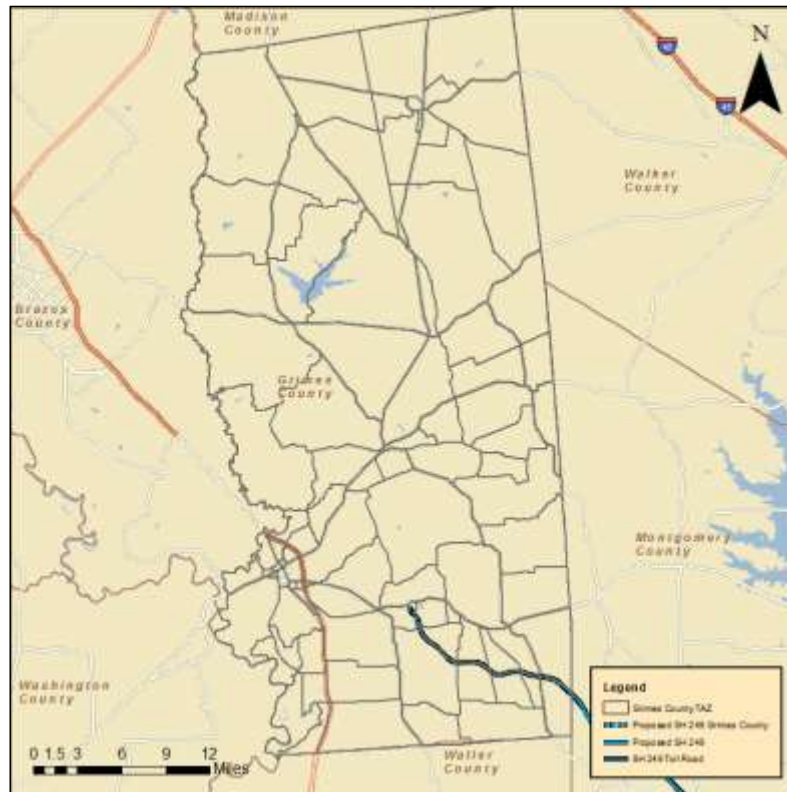 Madison
County
45
45
N
Walker
County
Brazos
County
Grimes
County
Montgomery
County
Washington
County
Waller
County
Legend
Grimes County TAZ
Proposed SH 249 Grimes County
Proposed SH 249
SH 249 Toll Road
0 1.5 3 6 9 12
Miles